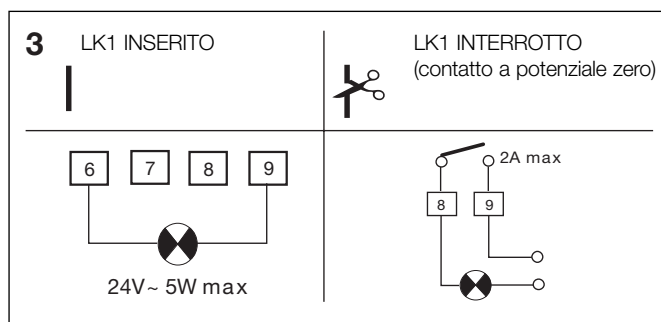 3 LK1 INSERITO
LK1 INTERROTTO
(contatto a potenziale zero)
6 7 8 9
24V~ 5W max
2A max
8 9